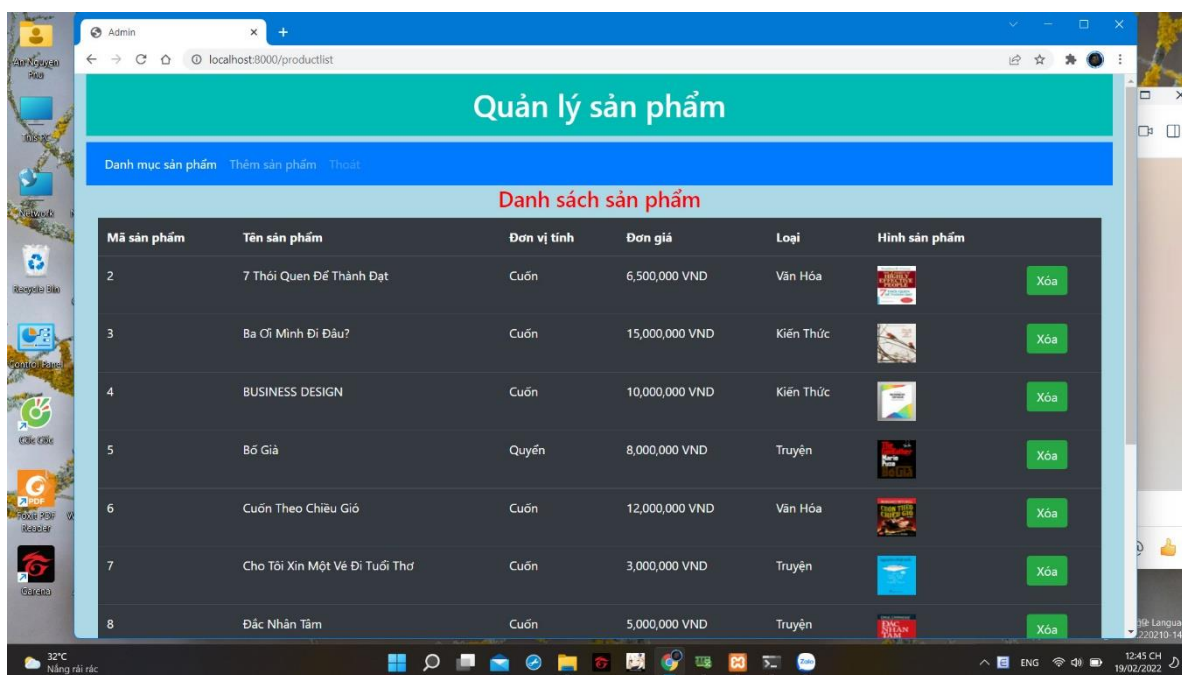 Admin
localhost:8000/productlist
Quản lý sản phẩm
Danh mục sản phẩm Thêm sản phẩm Thoát
Danh sách sản phẩm
Mã sản phẩm Tên sản phẩm Đơn vị tính Đơn giá Loại Hình sản phẩm
2 7 Thói Quen Để Thành Đạt Cuốn 6,500,000 VND Văn Hóa Xóa
3 Ba Ơi Mình Đi Đâu? Cuốn 15,000,000 VND Kiến Thức Xóa
4 BUSINESS DESIGN Cuốn 10,000,000 VND Kiến Thức Xóa
5 Bố Già Quyển 8,000,000 VND Truyện Xóa
6 Cuốn Theo Chiều Gió Cuốn 12,000,000 VND Văn Hóa Xóa
7 Cho Tôi Xin Một Vé Đi Tuổi Thơ Cuốn 3,000,000 VND Truyện Xóa
8 Đắc Nhân Tâm Cuốn 5,000,000 VND Truyện ĐẮC NHÂN TÂM Xóa
This PC
Network
Recycle Bin
Control Panel
Cốc Cốc
Foxit PDF Reader
Garena
32°C
Nắng rải rác
Zalo
ENG
12:45 CH
19/02/2022